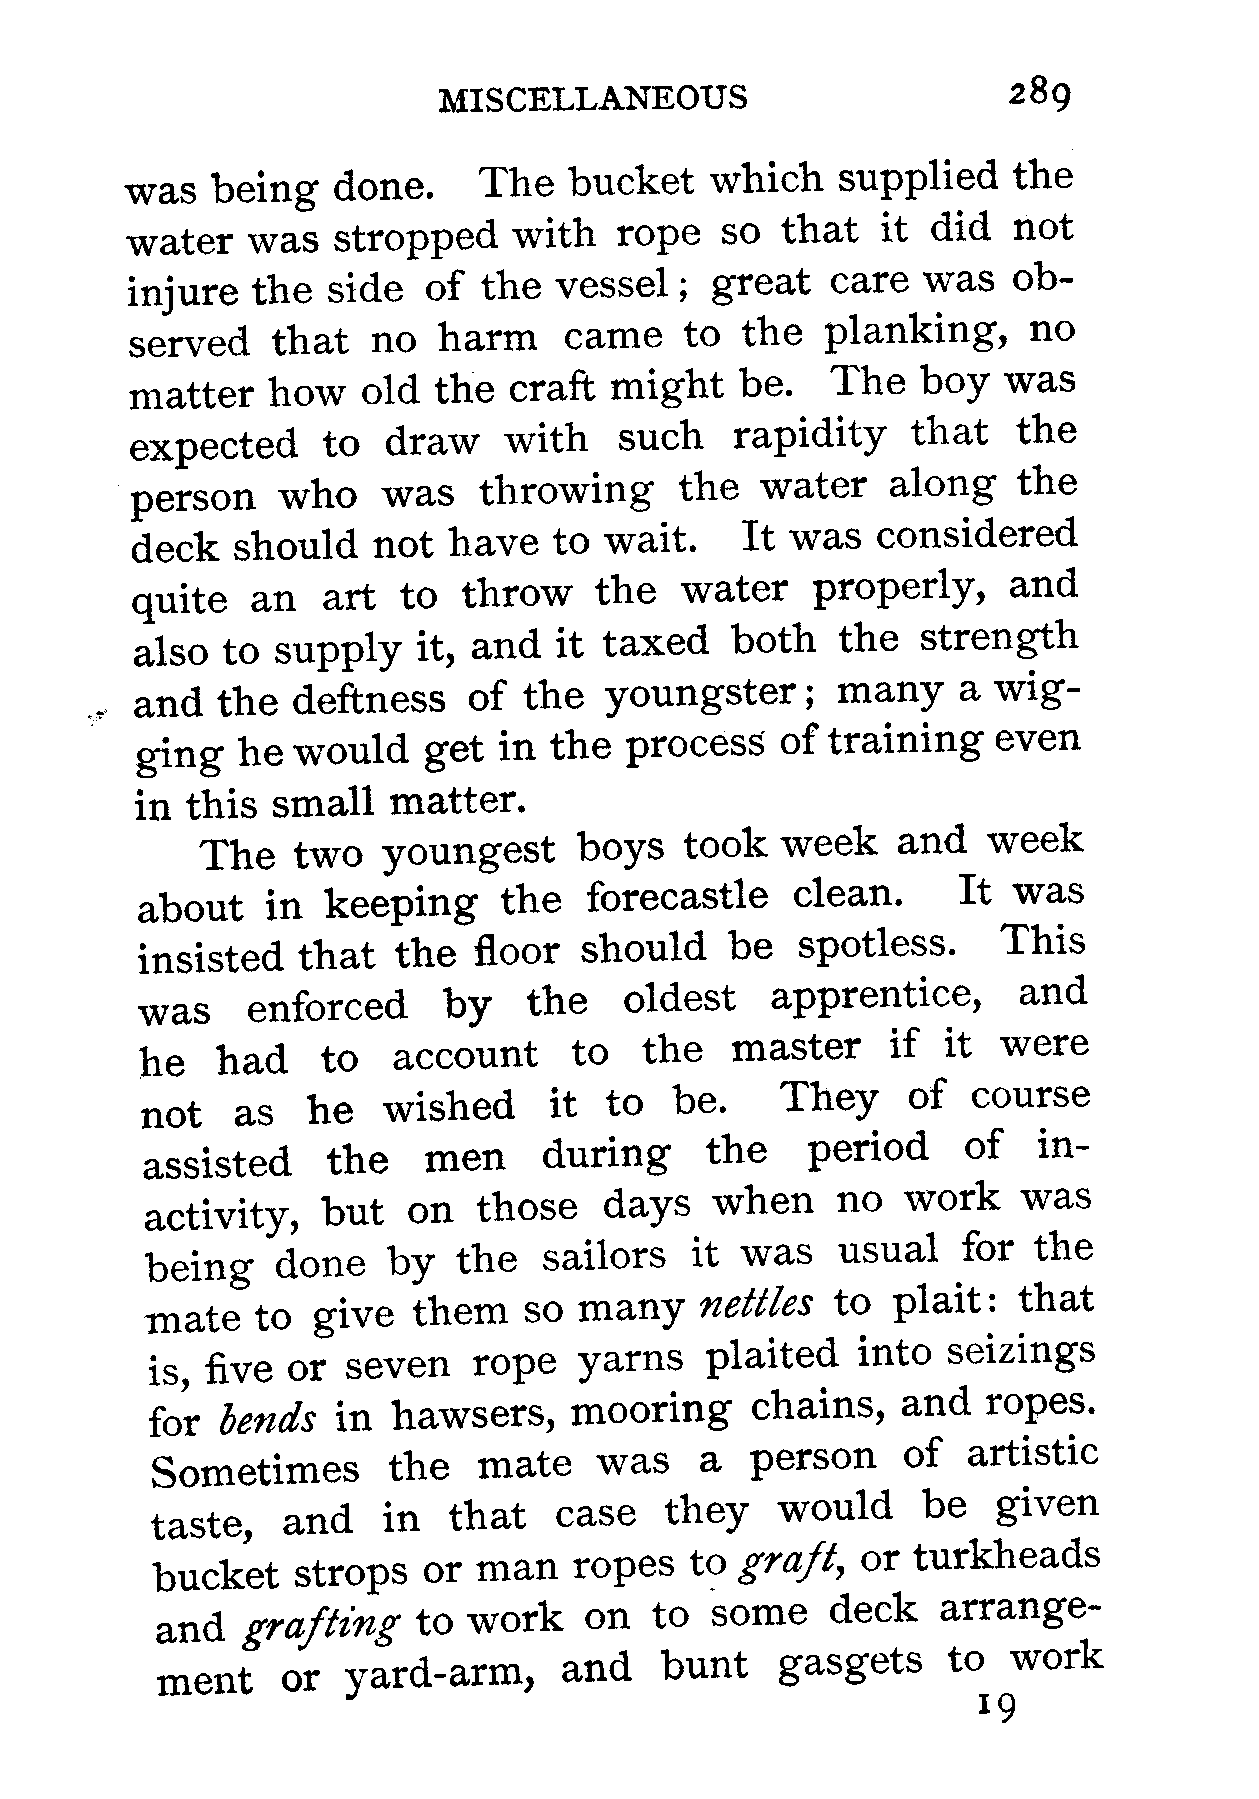 MISCELLANEOUS 289
was being done. The bucket which supplied the
water was stropped with rope so that it did not
injure the side of the vessel; great care was ob-
served that no harm came to the planking, no
matter how old the craft might be. The boy was
expected to draw with such rapidity that the
person who was throwing the water along the
deck should not have to wait. It was considered
quite an art to throw the water properly, and
also to supply it, and it taxed both the strength
and the deftness of the youngster; many a wig-
ging he would get in the process of training even
in this small matter.
The two youngest boys took week and week
about in keeping the forecastle clean. It was
insisted that the floor should be spotless. This
was enforced by the oldest apprentice, and
he had to account to the master if it were
not as he wished it to be. They of course
assisted the men during the period of in-
activity, but on those days when no work was
being done by the sailors it was usual for the
mate to give them so many nettles to plait: that
is, five or seven rope yarns plaited into seizings
for bends in hawsers, mooring chains, and ropes.
Sometimes the mate was a person of artistic
taste, and in that case they would be given
bucket strops or man ropes to graft, or turkheads
and grafting to work on to some deck arrange-
ment or yard-arm, and bunt gasgets to work
19